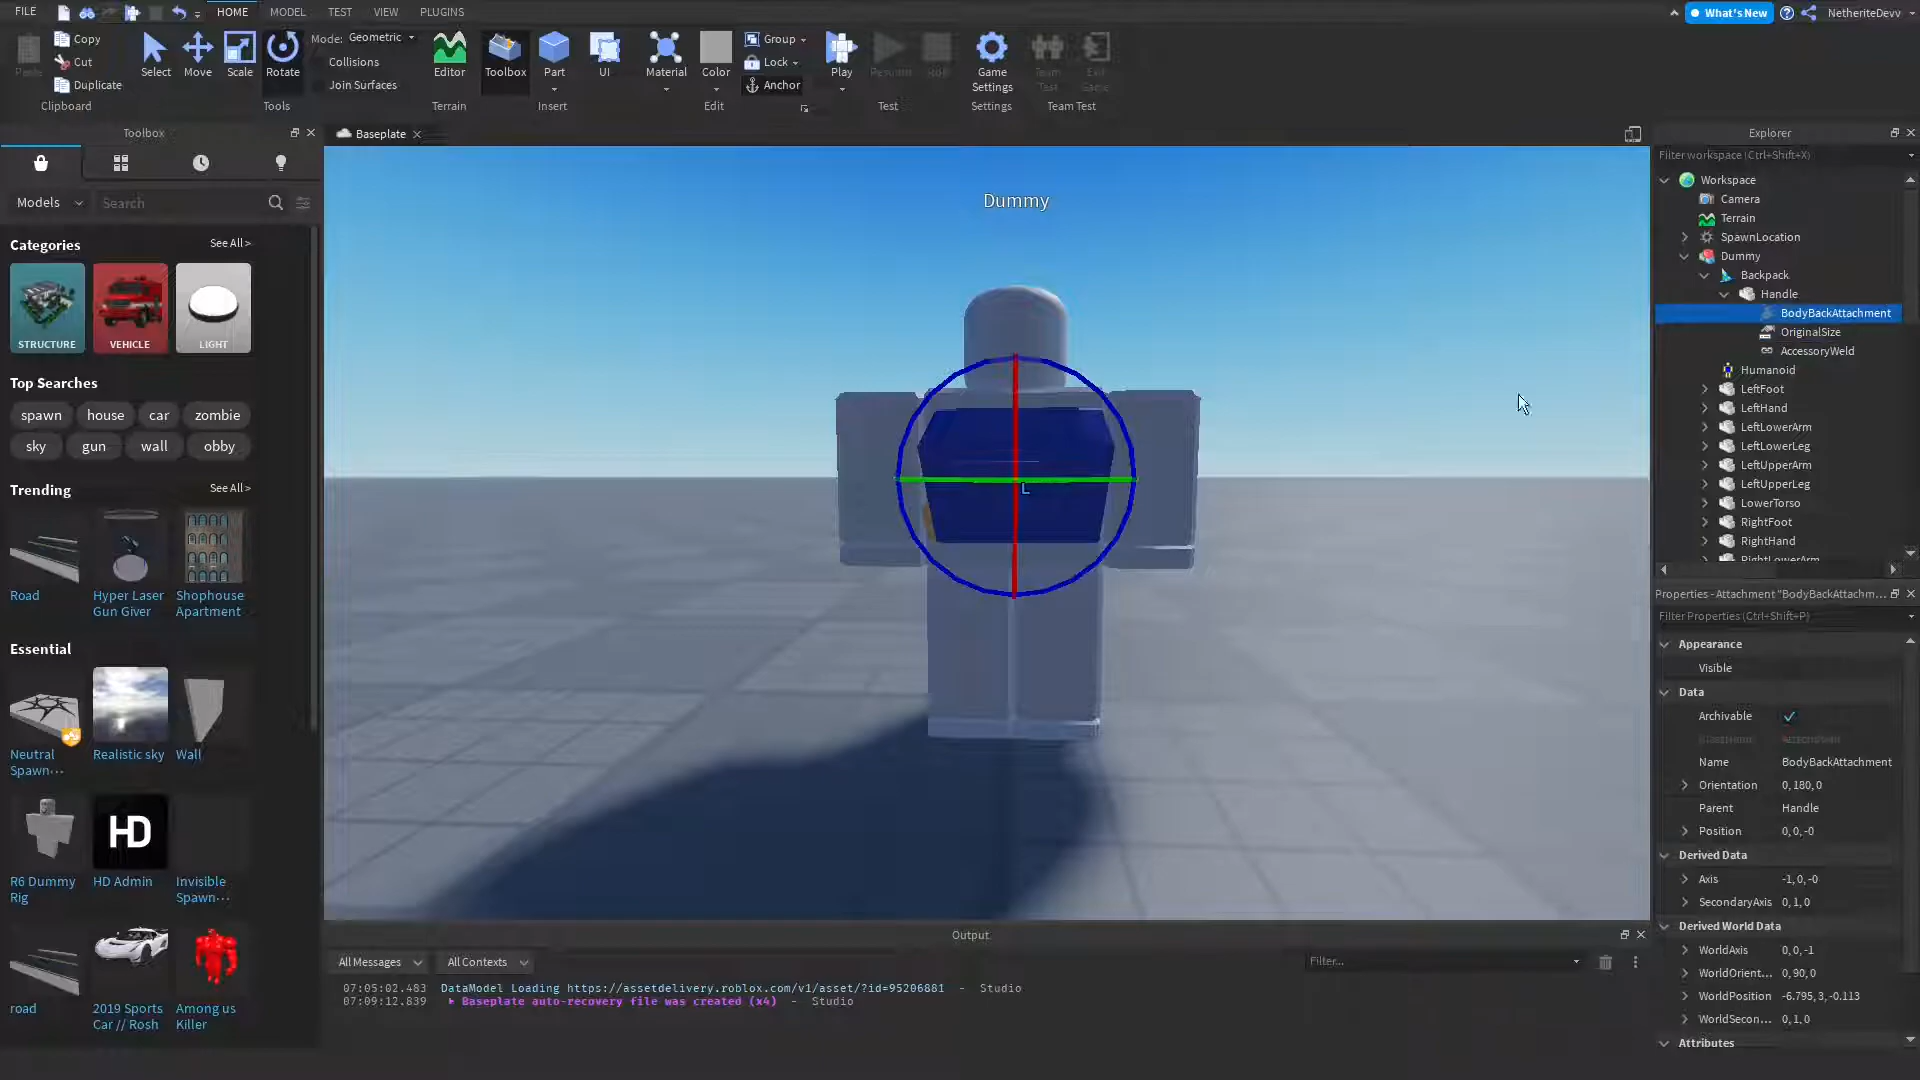 FILE
HOME
MODEL
TEST
VIEW
PLUGINS
What's New
NetheriteDevv
Copy
Cut
Duplicate
Clipboard
Select
Move
Scale
Rotate
Mode: Geometric
Collisions
Join Surfaces
Tools
Editor
Terrain
Toolbox
Part
UI
Insert
Material
Color
Group
Lock
Anchor
Edit
Play
Test
Game
Settings
Settings
Team
Test
Exit
Game
Team Test
Toolbox
Models
Search
Categories
See All >
STRUCTURE
VEHICLE
LIGHT
Top Searches
spawn
house
car
zombie
sky
gun
wall
obby
Trending
See All >
Road
Hyper Laser
Gun Giver
Shophouse
Apartment
Essential
Neutral
Spawn...
Realistic sky
Wall
R6 Dummy
Rig
HD
HD Admin
Invisible
Spawn...
road
2019 Sports
Car // Rosh
Among us
Killer
Baseplate
Dummy
L
Output
All Messages
All Contexts
Filter...
07:05:02.483 DataModel Loading https://assetdelivery.roblox.com/v1/asset/?id=95206881 - Studio
07:09:12.839 Baseplate auto-recovery file was created (x4) - Studio
Explorer
Filter workspace (Ctrl+Shift+X)
Workspace
Camera
Terrain
SpawnLocation
Dummy
Backpack
Handle
BodyBackAttachment
OriginalSize
AccessoryWeld
Humanoid
LeftFoot
LeftHand
LeftLowerArm
LeftLowerLeg
LeftUpperArm
LeftUpperLeg
LowerTorso
RightFoot
RightHand
RightLowerArm
Properties - Attachment "BodyBackAttachm...
Filter Properties (Ctrl+Shift+P)
Appearance
Visible
Data
Archivable
Name BodyBackAttachment
Orientation 0, 180, 0
Parent Handle
Position 0, 0, -0
Derived Data
Axis -1, 0, -0
SecondaryAxis 0, 1, 0
Derived World Data
WorldAxis 0, 0, -1
WorldOrient... 0, 90, 0
WorldPosition -6.795, 3, -0.113
WorldSecon... 0, 1, 0
Attributes